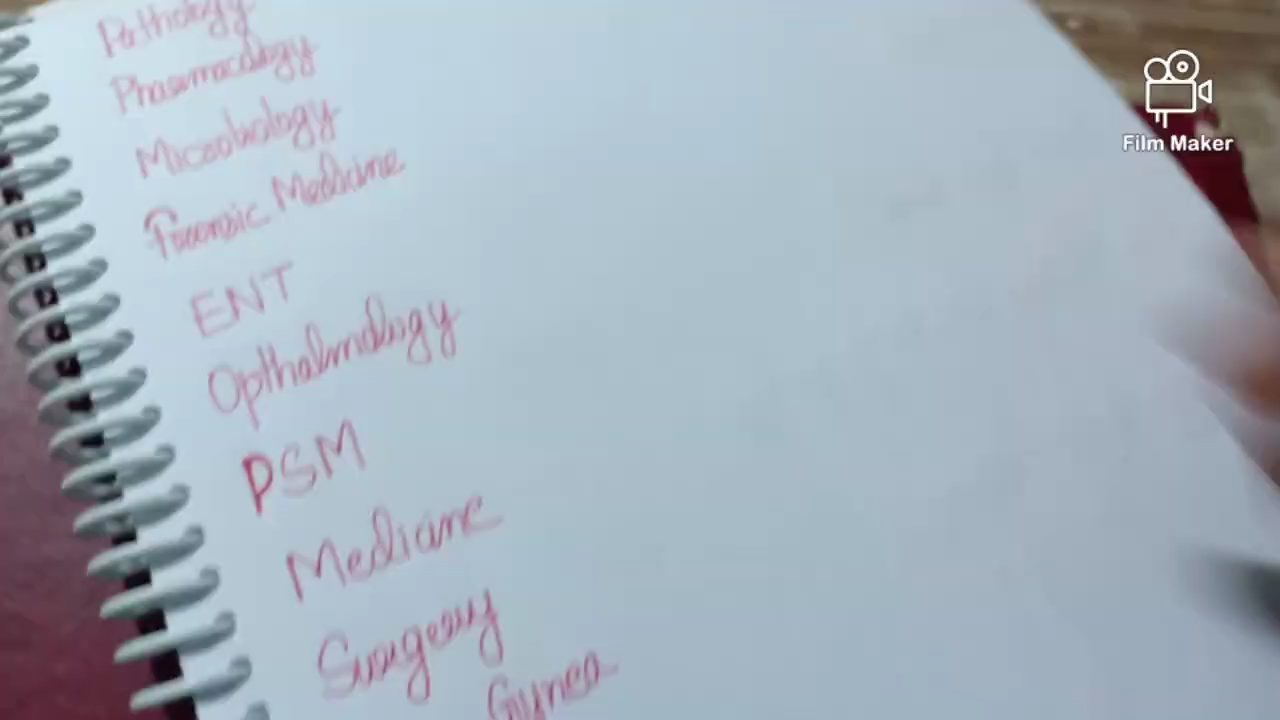 Pathology
Pharmacology
Microbiology
Forensic Medicine
ENT
Opthalmology
PSM
Medicine
Surgery
Gynea
Film Maker